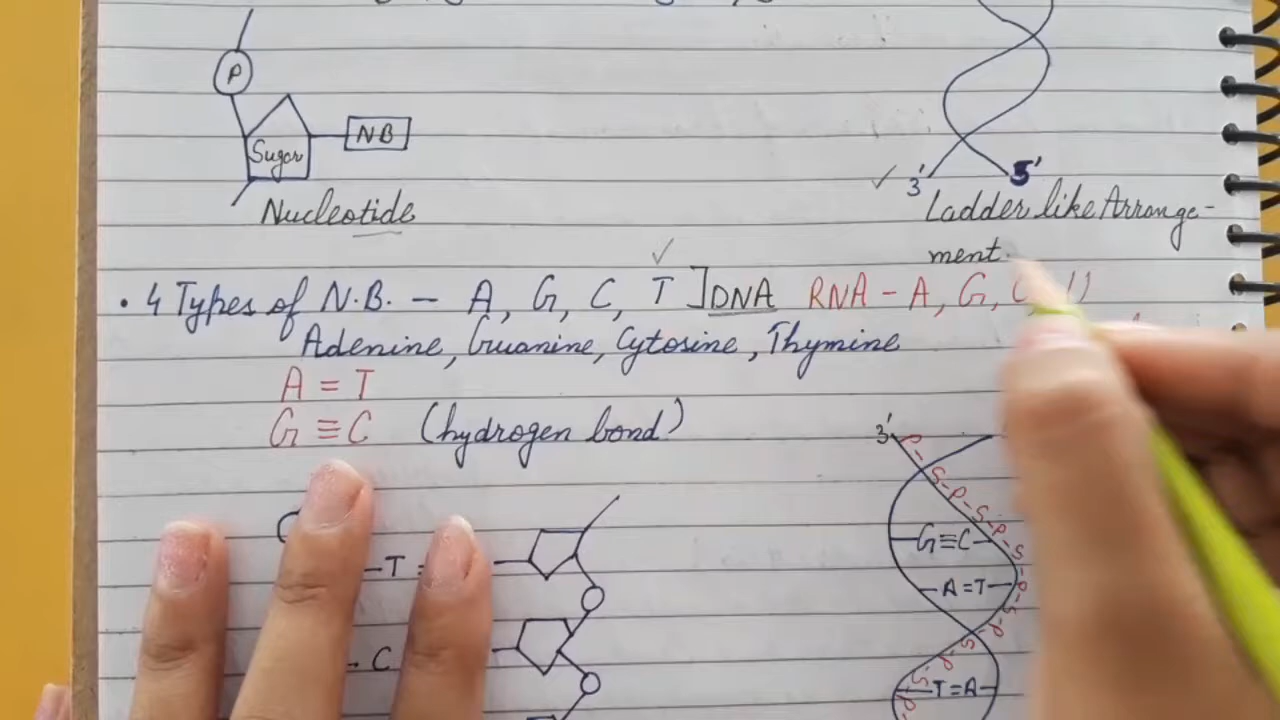 P
Sugar
NB
Nucleotide
3' 5'
Ladder like Arrange-
ment.
• 4 Types of N.B. - A, G, C, T ] DNA RNA - A, G, C, U
Adenine, Guanine, Cytosine, Thymine
A = T
G ≡ C (hydrogen bond)
3'
P-S-P-S-P-S-P-S-P-S-P-S-P
G≡C
-T =
A=T
- C
T=A